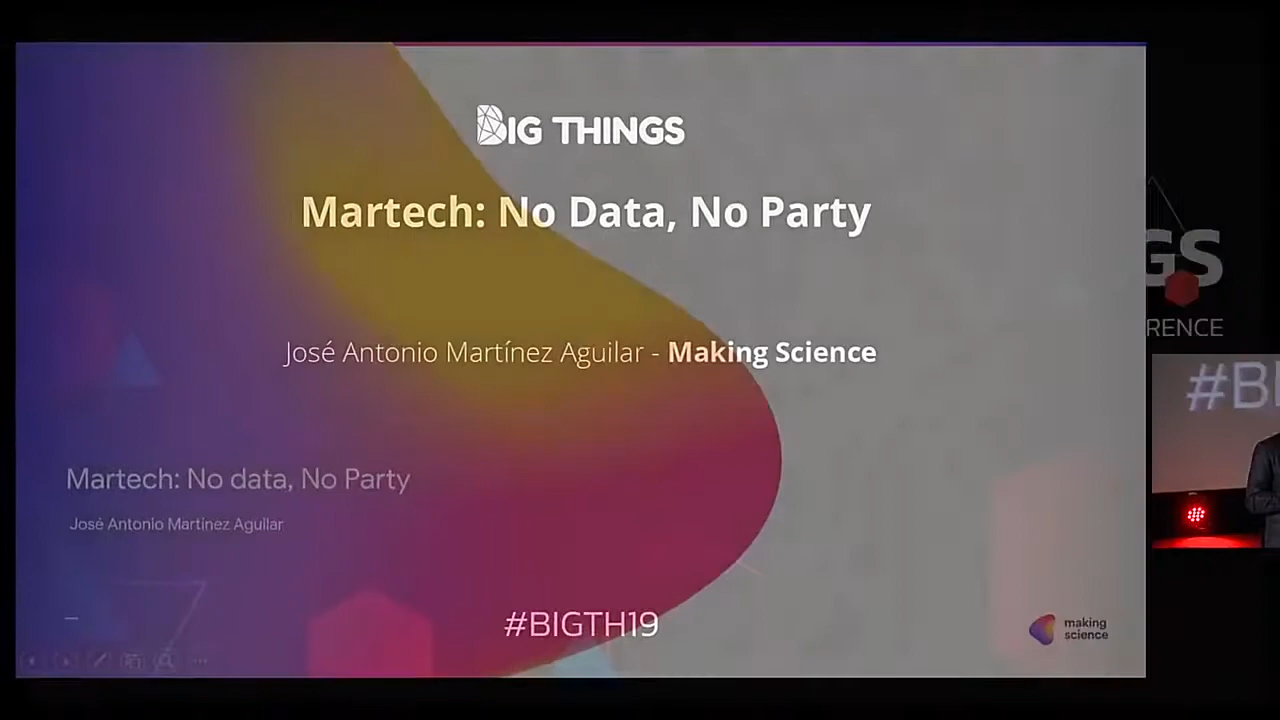 BIG THINGS
Martech: No Data, No Party
José Antonio Martínez Aguilar - Making Science
GS
RENCE
#BI
Martech: No data, No Party
José Antonio Martinez Aguilar
#BIGTH19
making
science